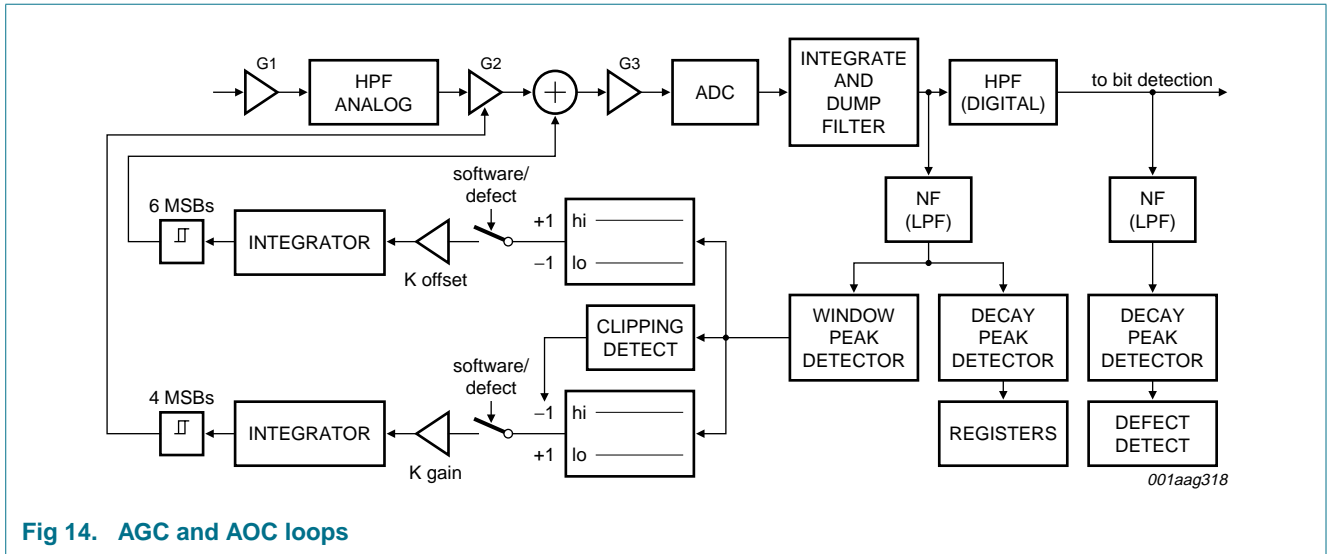 G1
HPF
ANALOG
G2
+
G3
ADC
INTEGRATE
AND
DUMP
FILTER
HPF
(DIGITAL)
to bit detection
6 MSBs
INTEGRATOR
K offset
software/
defect
+1
−1
hi
lo
NF
(LPF)
NF
(LPF)
CLIPPING
DETECT
WINDOW
PEAK
DETECTOR
DECAY
PEAK
DETECTOR
DECAY
PEAK
DETECTOR
4 MSBs
INTEGRATOR
K gain
software/
defect
−1
+1
hi
lo
REGISTERS
DEFECT
DETECT
001aag318
Fig 14. AGC and AOC loops